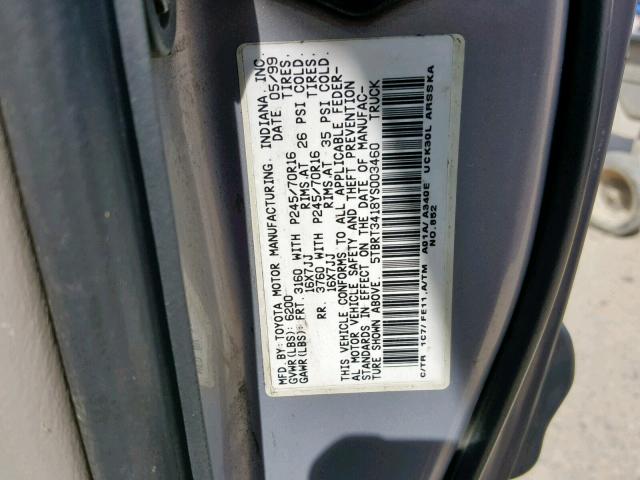 MFD. BY: TOYOTA MOTOR MANUFACTURING, INDIANA, INC.
GVWR(LBS): 6200 DATE 05/99
GAWR(LBS): FRT. 3160 WITH P245/70R16 TIRES,
16X7JJ RIMS,AT 26 PSI COLD.
RR. 3760 WITH P245/70R16 TIRES,
16X7JJ RIMS,AT 35 PSI COLD.
THIS VEHICLE CONFORMS TO ALL APPLICABLE FEDER-
AL MOTOR VEHICLE SAFETY AND THEFT PREVENTION
STANDARDS IN EFFECT ON THE DATE OF MANUFAC-
TURE SHOWN ABOVE.
5TBRT3418YS003460 TRUCK
C/TR 1C7/FE11,A/TM A01A/A340E UCK30L ARSSKA
NO.852